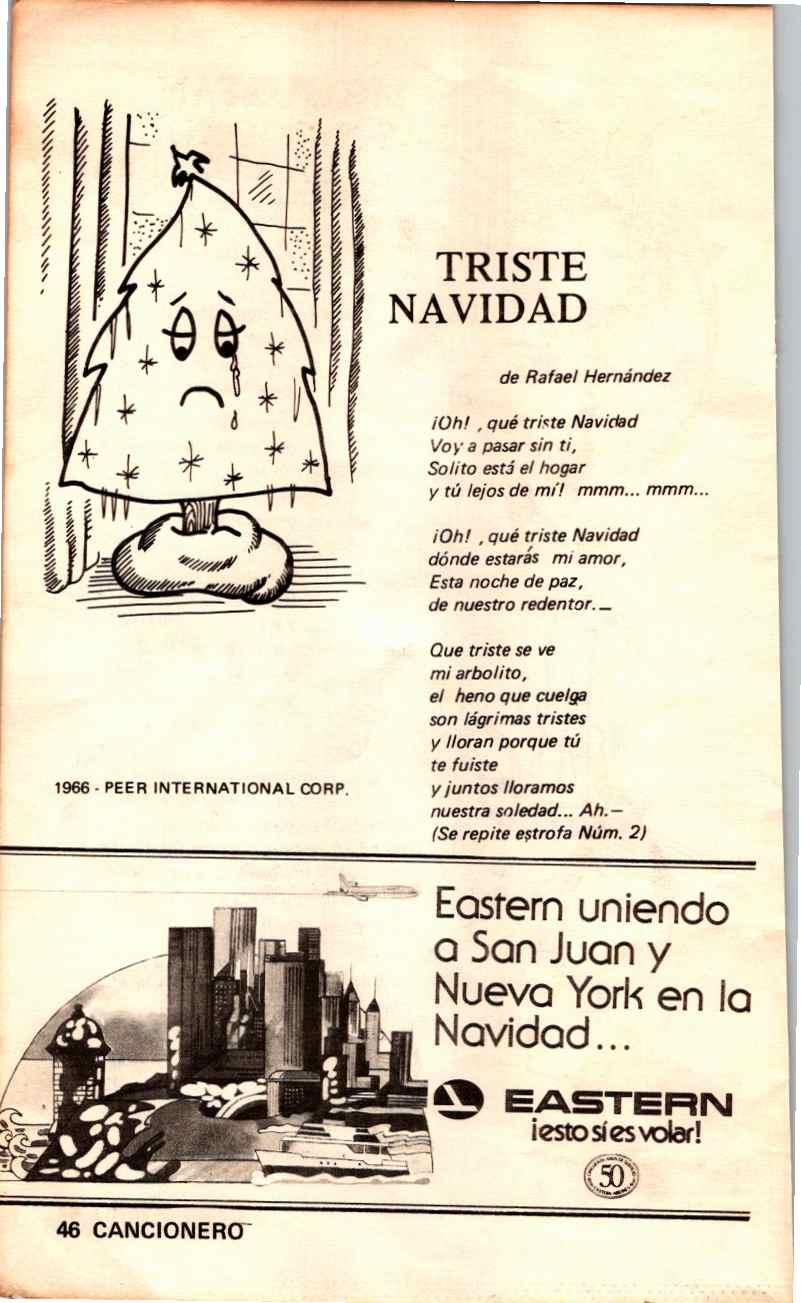 TRISTE
NAVIDAD
de Rafael Hernández
¡Oh! , qué triste Navidad
Voy a pasar sin ti,
Solito está el hogar
y tú lejos de mí! mmm... mmm...
¡Oh! , qué triste Navidad
dónde estarás mi amor,
Esta noche de paz,
de nuestro redentor._
Que triste se ve
mi arbolito,
el heno que cuelga
son lágrimas tristes
y lloran porque tú
te fuiste
y juntos lloramos
nuestra soledad... Ah.—
(Se repite estrofa Núm. 2)
1966 - PEER INTERNATIONAL CORP.
Eastern uniendo
a San Juan y
Nueva York en la
Navidad...
EASTERN
¡esto sí es volar!
50
46 CANCIONERO